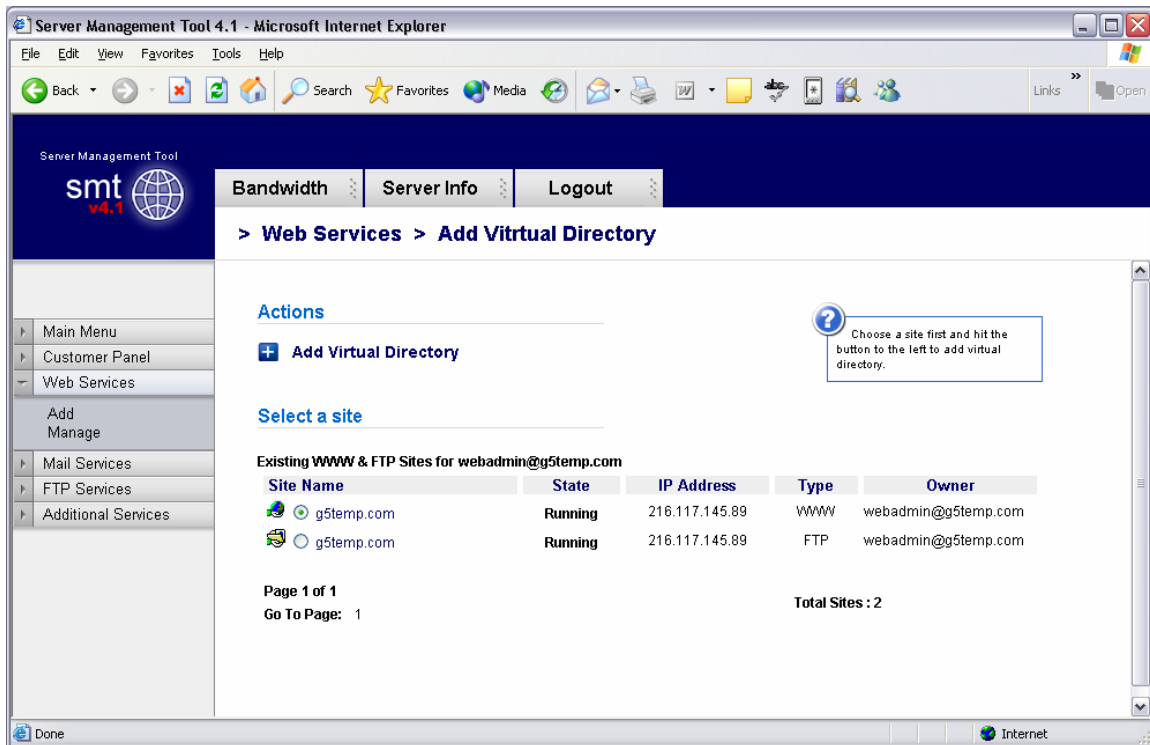 Server Management Tool 4.1 - Microsoft Internet Explorer
File Edit View Favorites Tools Help
Back Search Favorites Media Links » Open
Server Management Tool
smt
v4.1
Bandwidth Server Info Logout
> Web Services > Add Vitrtual Directory
Main Menu
Customer Panel
Web Services
Add
Manage
Mail Services
FTP Services
Additional Services
Actions
Add Virtual Directory
Choose a site first and hit the
button to the left to add virtual
directory.
Select a site
Existing WWW & FTP Sites for webadmin@g5temp.com
Site Name State IP Address Type Owner
g5temp.com Running 216.117.145.89 WWW webadmin@g5temp.com
g5temp.com Running 216.117.145.89 FTP webadmin@g5temp.com
Page 1 of 1
Go To Page: 1
Total Sites : 2
Done Internet